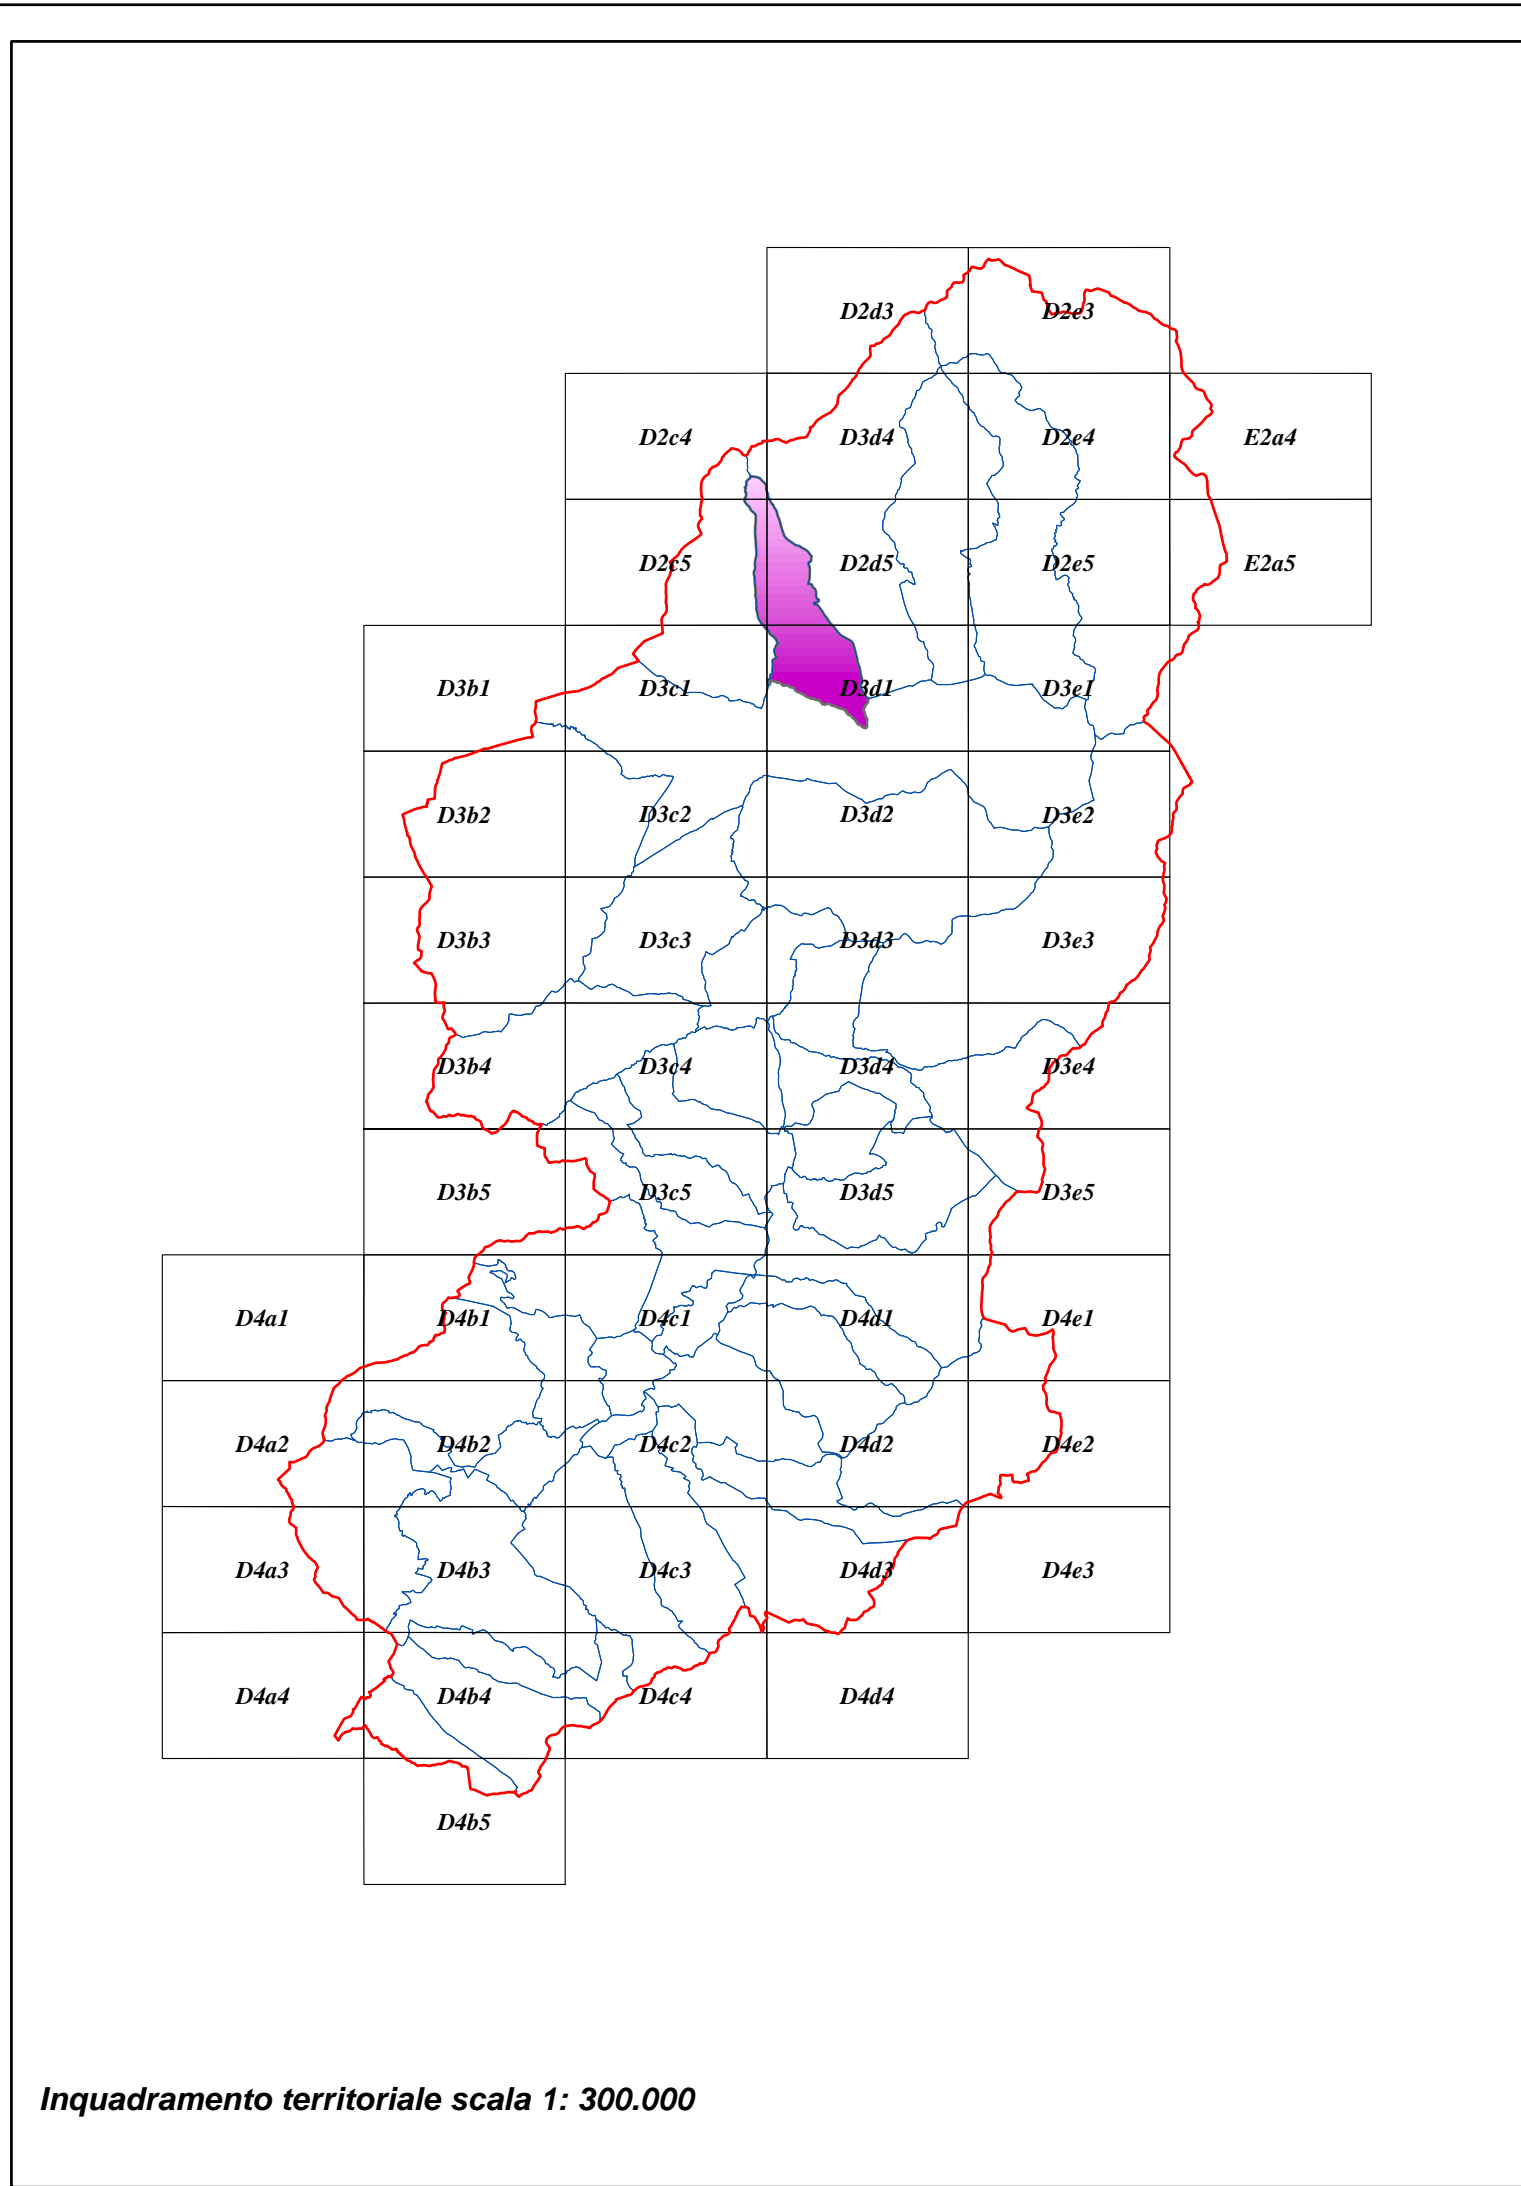 D2d3 D2e3
D2c4 D3d4 D2e4 E2a4
D2c5 D2d5 D2e5 E2a5
D3b1 D3c1 D3d1 D3e1
D3b2 D3c2 D3d2 D3e2
D3b3 D3c3 D3d3 D3e3
D3b4 D3c4 D3d4 D3e4
D3b5 D3c5 D3d5 D3e5
D4a1 D4b1 D4c1 D4d1 D4e1
D4a2 D4b2 D4c2 D4d2 D4e2
D4a3 D4b3 D4c3 D4d3 D4e3
D4a4 D4b4 D4c4 D4d4
D4b5
Inquadramento territoriale scala 1: 300.000